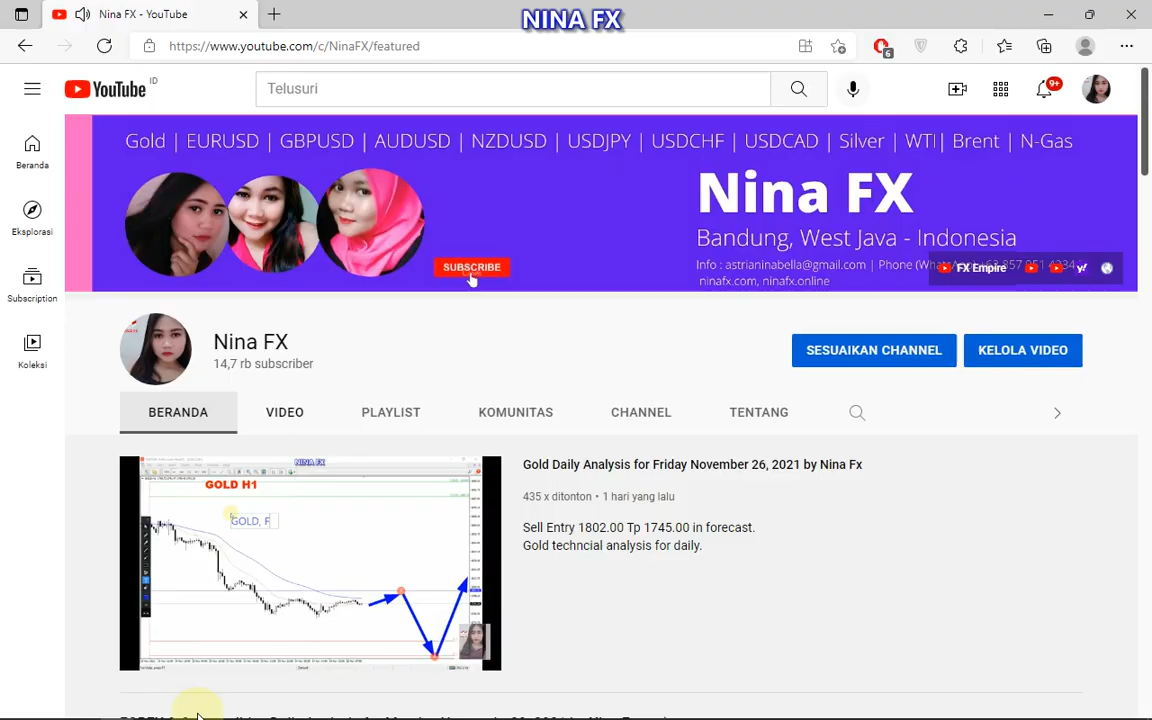 Nina FX - YouTube
NINA FX
https://www.youtube.com/c/NinaFX/featured
6
YouTube ID
Telusuri
9+
Beranda
Eksplorasi
Subscription
Koleksi
Gold | EURUSD | GBPUSD | AUDUSD | NZDUSD | USDJPY | USDCHF | USDCAD | Silver | WTI | Brent | N-Gas
Nina FX
Bandung, West Java - Indonesia
Info : astrianinabella@gmail.com | Phone
ninafx.com, ninafx.online
FX Empire
SUBSCRIBE
Nina FX
14,7 rb subscriber
SESUAIKAN CHANNEL
KELOLA VIDEO
BERANDA
VIDEO
PLAYLIST
KOMUNITAS
CHANNEL
TENTANG
NINA FX
GOLD H1
GOLD, F
Gold Daily Analysis for Friday November 26, 2021 by Nina Fx
435 x ditonton • 1 hari yang lalu
Sell Entry 1802.00 Tp 1745.00 in forecast.
Gold techncial analysis for daily.